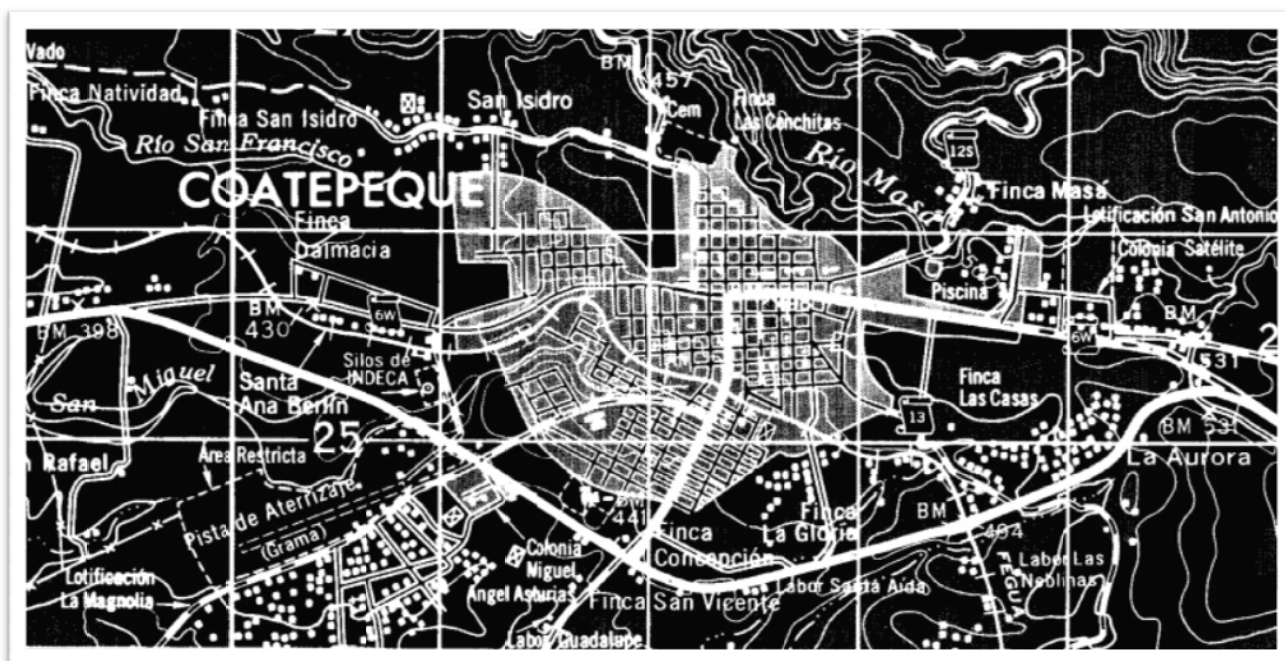 Vado
Finca Natividad
Finca San Isidro
San Isidro
BM
457
Cem
Finca
Las Conchitas
12S
Río San Francisco
Río Masá
Finca Masá
COATEPEQUE
Lotificación San Antonio
Colonia Satélite
Finca
Dalmacia
Piscina
BM 398
BM
430
6W
6W
BM
531
Silos de
INDECA
San Miguel
Santa
Ana Berlín
Finca
Las Casas
13
BM 531
25
La Aurora
Rafael
Area Restricta
Pista de Aterrizaje
(Grama)
BM
441
Finca
La Gloria
BM
494
Finca
Concepción
Colonia
Miguel
Angel Asturias
FEGUA
Labor Las
Neblinas
Lotificación
La Magnolia
Finca San Vicente
Labor Santa Aida
Labor Guadalupe